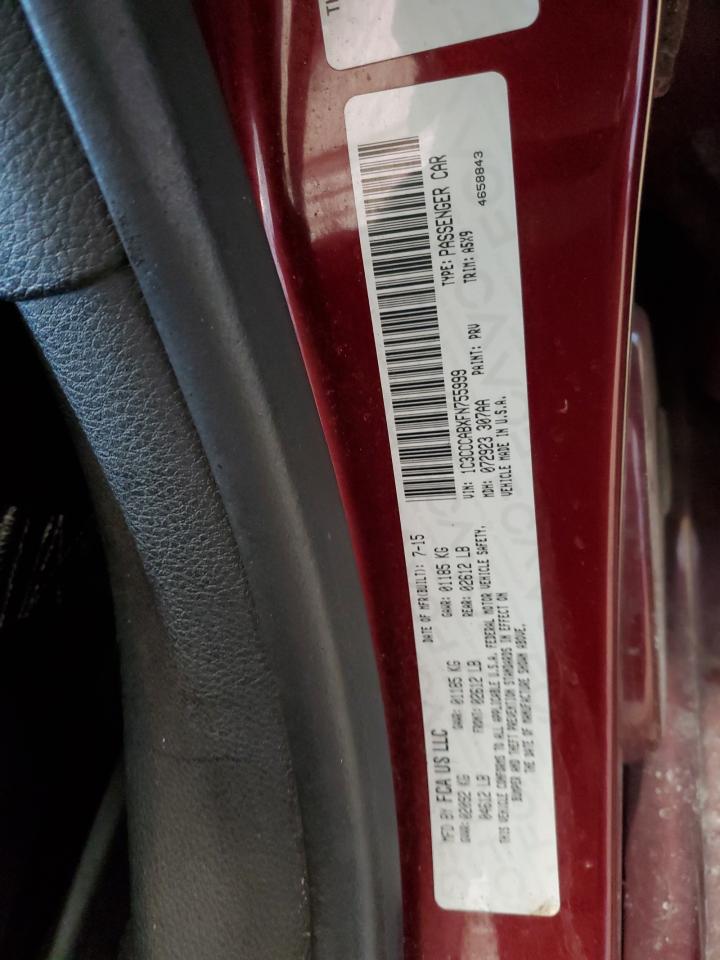 MFD BY FCA US LLC DATE OF MFR(BUILT): 7-15
GVWR: 02092 KG GAWR: 01185 KG GAWR: 01185 KG
04612 LB FRONT: 02612 LB REAR: 02612 LB
THIS VEHICLE CONFORMS TO ALL APPLICABLE U.S.A. FEDERAL MOTOR VEHICLE SAFETY,
BUMPER AND THEFT PREVENTION STANDARDS IN EFFECT ON
THE DATE OF MANUFACTURE SHOWN ABOVE.
VIN: 1C3CCCABXFN755999 TYPE: PASSENGER CAR
MDH: 072923 307AA PAINT: PRV TRIM: A5X9
VEHICLE MADE IN U.S.A. 4658843